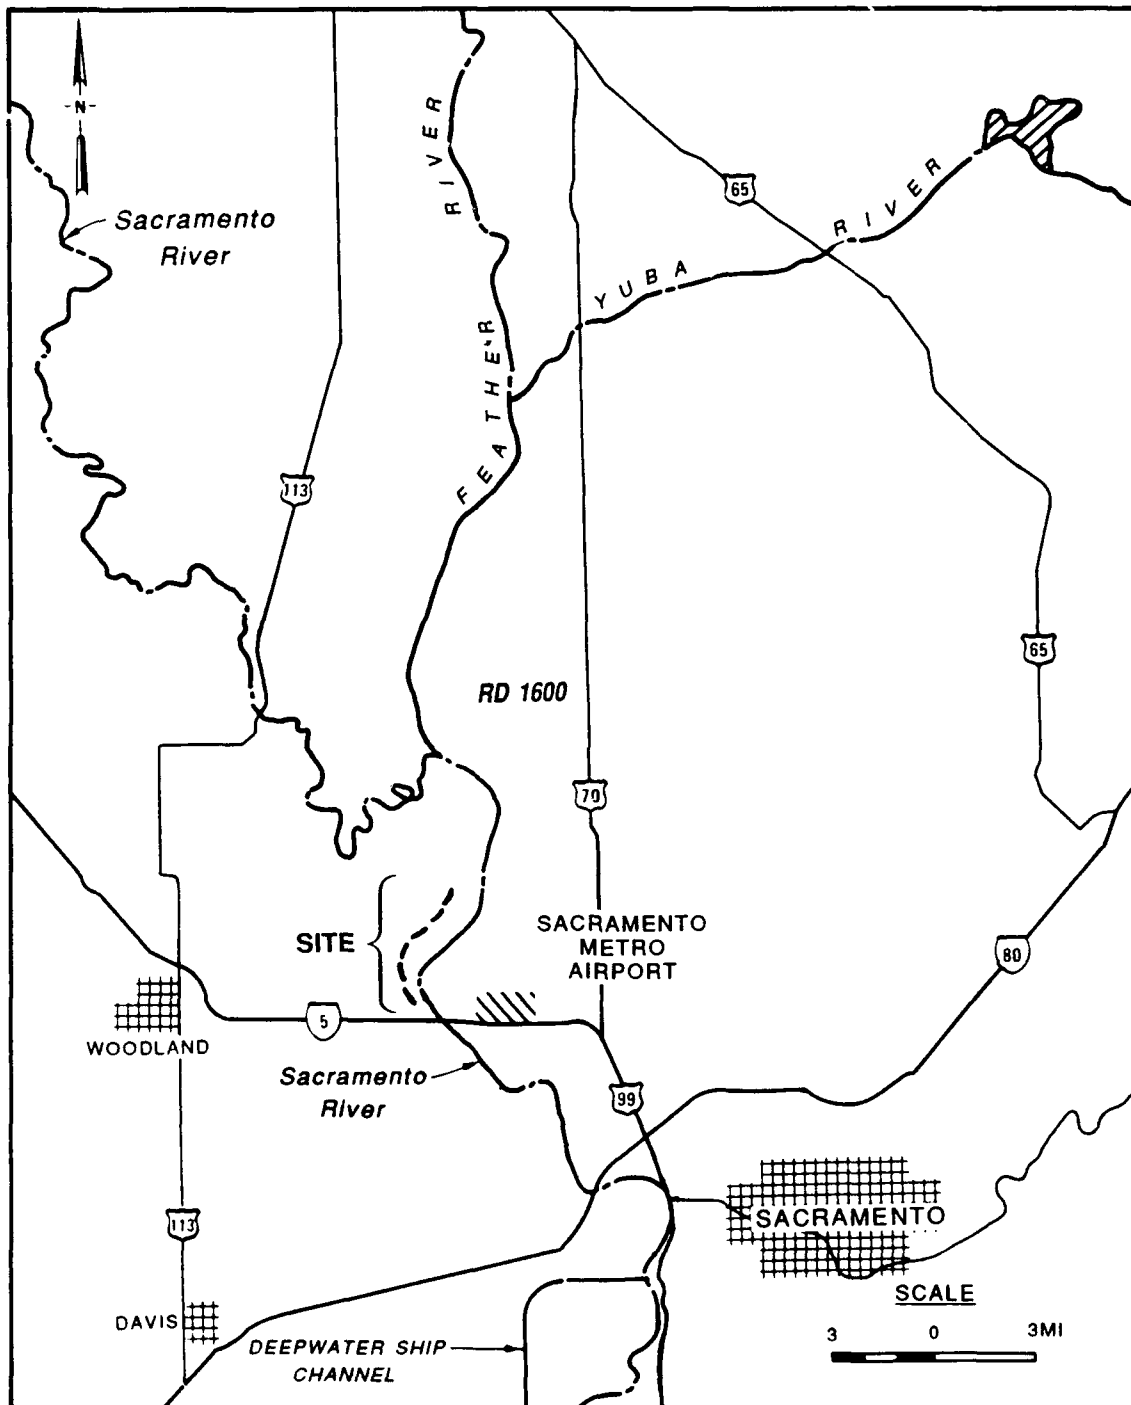 N
Sacramento
River
RIVER
65
YUBA RIVER
FEATHER
113
65
RD 1600
70
SITE
SACRAMENTO
METRO
AIRPORT
80
5
WOODLAND
Sacramento
River
99
113
SACRAMENTO
SCALE
3 0 3MI
DAVIS
DEEPWATER SHIP
CHANNEL